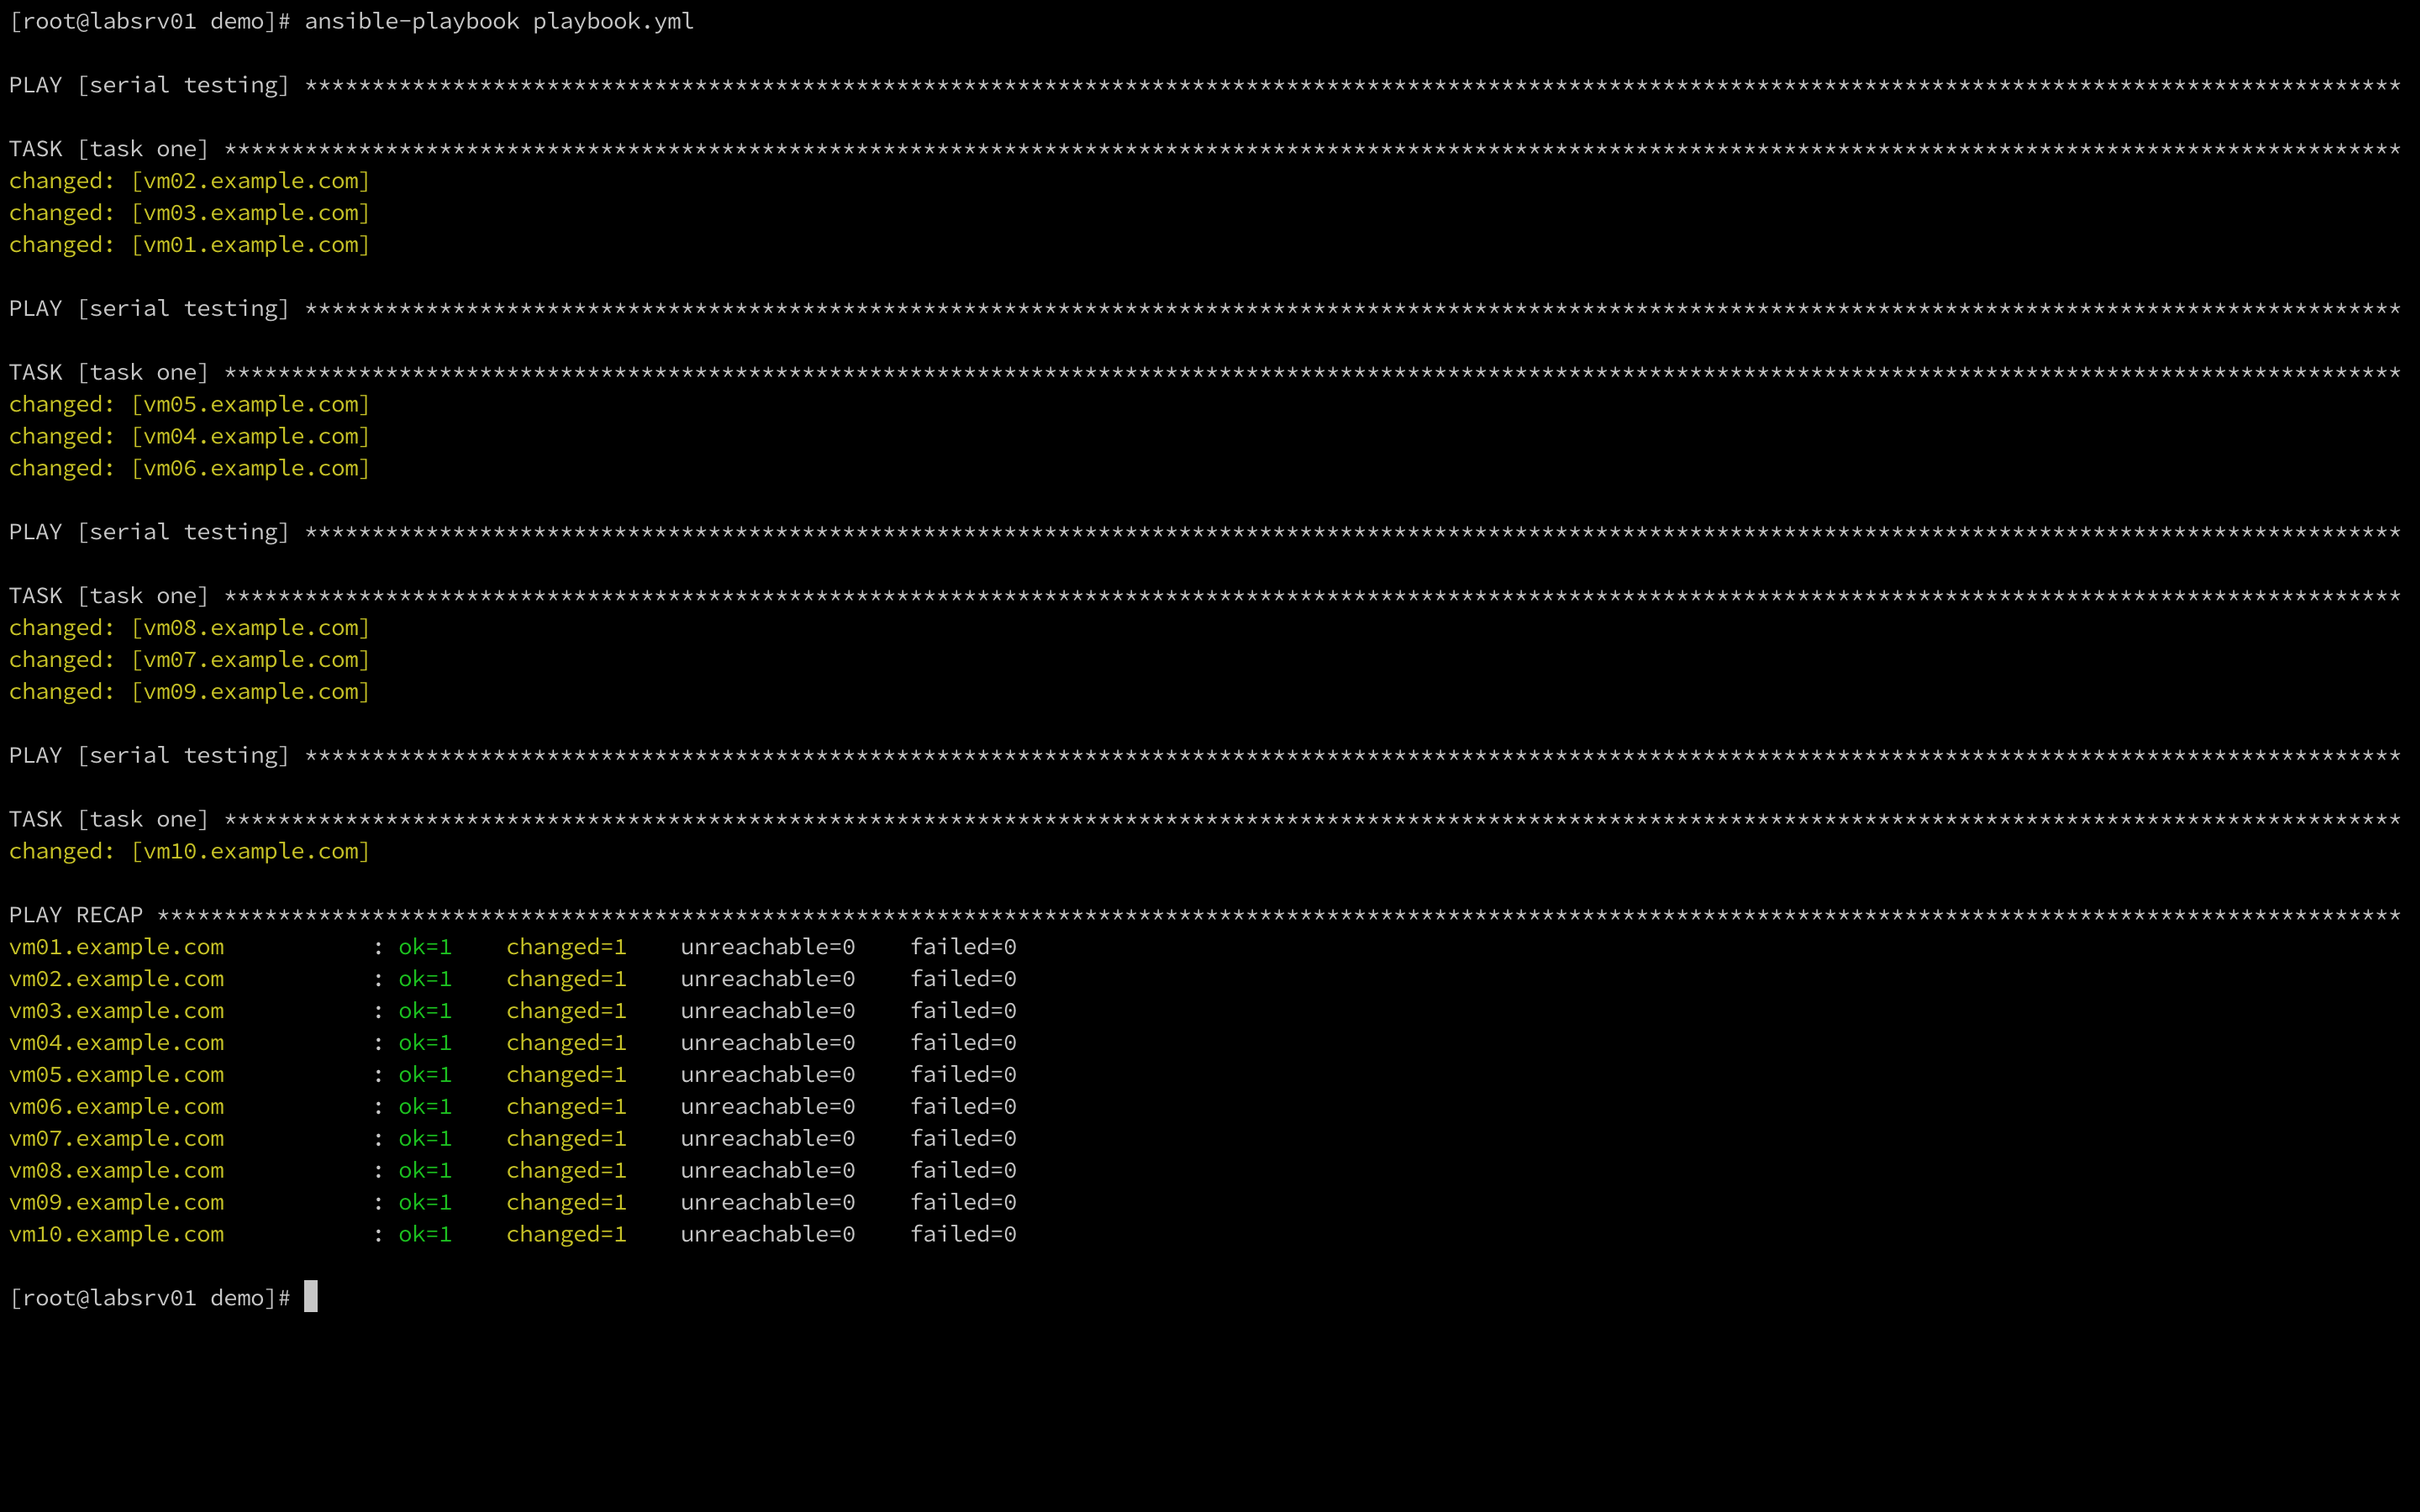 [root@labsrv01 demo]# ansible-playbook playbook.yml
PLAY [serial testing] ************************************************************************************************************************************************************
TASK [task one] ******************************************************************************************************************************************************************
changed: [vm02.example.com]
changed: [vm03.example.com]
changed: [vm01.example.com]
PLAY [serial testing] ************************************************************************************************************************************************************
TASK [task one] ******************************************************************************************************************************************************************
changed: [vm05.example.com]
changed: [vm04.example.com]
changed: [vm06.example.com]
PLAY [serial testing] ************************************************************************************************************************************************************
TASK [task one] ******************************************************************************************************************************************************************
changed: [vm08.example.com]
changed: [vm07.example.com]
changed: [vm09.example.com]
PLAY [serial testing] ************************************************************************************************************************************************************
TASK [task one] ******************************************************************************************************************************************************************
changed: [vm10.example.com]
PLAY RECAP ***********************************************************************************************************************************************************************
vm01.example.com : ok=1 changed=1 unreachable=0 failed=0
vm02.example.com : ok=1 changed=1 unreachable=0 failed=0
vm03.example.com : ok=1 changed=1 unreachable=0 failed=0
vm04.example.com : ok=1 changed=1 unreachable=0 failed=0
vm05.example.com : ok=1 changed=1 unreachable=0 failed=0
vm06.example.com : ok=1 changed=1 unreachable=0 failed=0
vm07.example.com : ok=1 changed=1 unreachable=0 failed=0
vm08.example.com : ok=1 changed=1 unreachable=0 failed=0
vm09.example.com : ok=1 changed=1 unreachable=0 failed=0
vm10.example.com : ok=1 changed=1 unreachable=0 failed=0
[root@labsrv01 demo]#